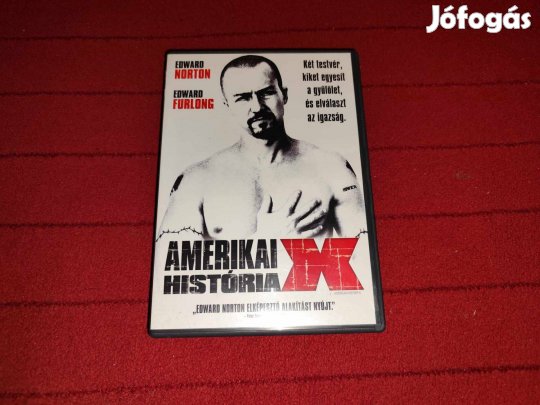 Jófogás
EDWARD
NORTON
EDWARD
FURLONG
Két testvér,
kiket egyesít
a gyűlölet,
és elválaszt
az igazság.
AMERIKAI
HISTÓRIA X
„EDWARD NORTON ELKÉPESZTŐ ALAKÍTÁST NYÚJT.”